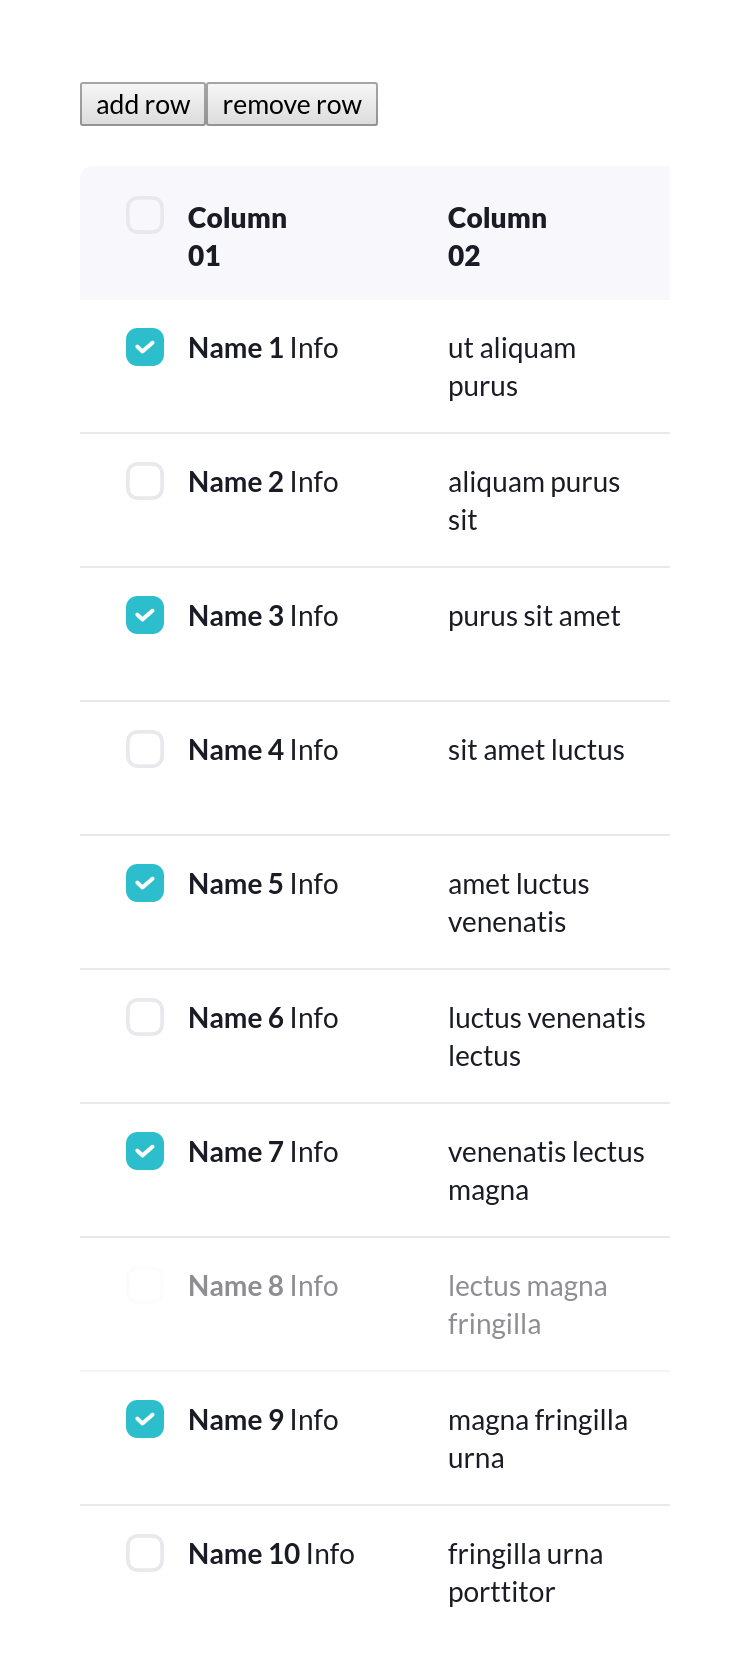 add row remove row
Column Column
01 02
Name 1 Info ut aliquam
purus
Name 2 Info aliquam purus
sit
Name 3 Info purus sit amet
Name 4 Info sit amet luctus
Name 5 Info amet luctus
venenatis
Name 6 Info luctus venenatis
lectus
Name 7 Info venenatis lectus
magna
Name 8 Info lectus magna
fringilla
Name 9 Info magna fringilla
urna
Name 10 Info fringilla urna
porttitor